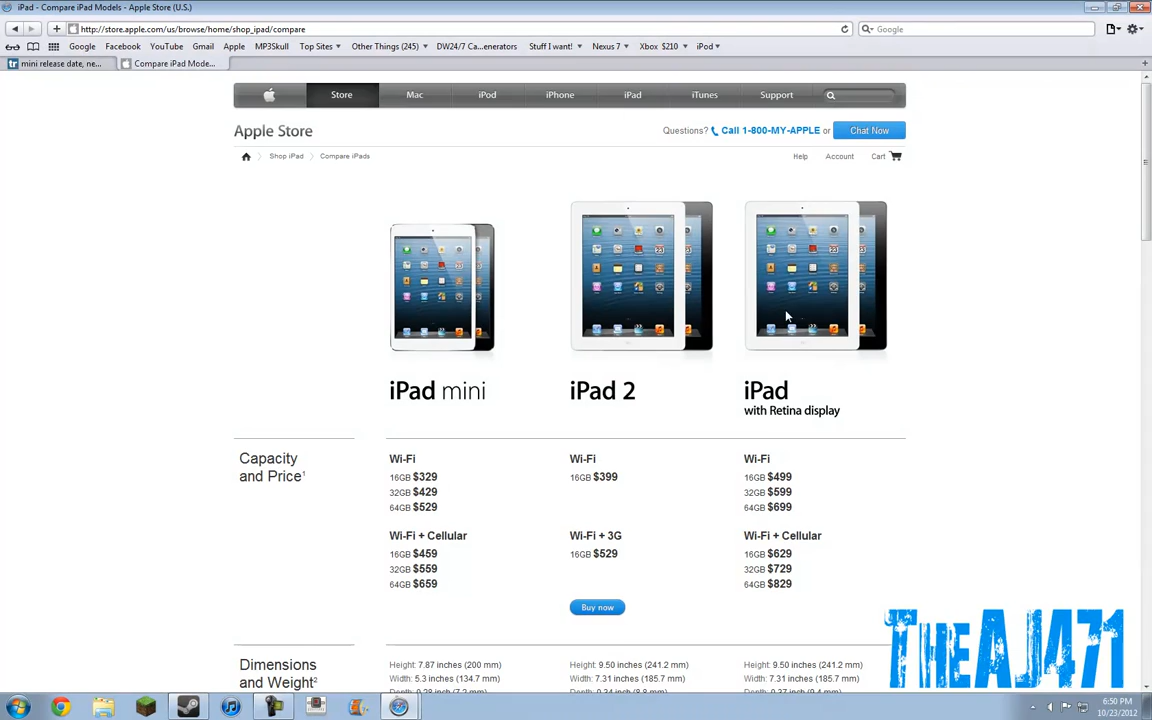 iPad - Compare iPad Models - Apple Store (U.S.)
http://store.apple.com/us/browse/home/shop_ipad/compare
Google
Google Facebook YouTube Gmail Apple MP3Skull Top Sites Other Things (245) DW24/7 Ca...enerators Stuff I want! Nexus 7 Xbox $210 iPod
mini release date, ne... Compare iPad Mode...
Store Mac iPod iPhone iPad iTunes Support
Apple Store
Questions? Call 1-800-MY-APPLE or Chat Now
Shop iPad Compare iPads Help Account Cart
iPad mini iPad 2 iPad
with Retina display
Capacity
and Price1
Wi-Fi Wi-Fi Wi-Fi
16GB $329 16GB $399 16GB $499
32GB $429 32GB $599
64GB $529 64GB $699
Wi-Fi + Cellular Wi-Fi + 3G Wi-Fi + Cellular
16GB $459 16GB $529 16GB $629
32GB $559 32GB $729
64GB $659 64GB $829
Buy now
TheAJ471
Dimensions
and Weight2
Height: 7.87 inches (200 mm) Height: 9.50 inches (241.2 mm) Height: 9.50 inches (241.2 mm)
Width: 5.3 inches (134.7 mm) Width: 7.31 inches (185.7 mm) Width: 7.31 inches (185.7 mm)
Depth: 0.28 inch (7.2 mm) Depth: 0.34 inch (8.8 mm) Depth: 0.37 inch (9.4 mm)
6:50 PM
10/23/2012